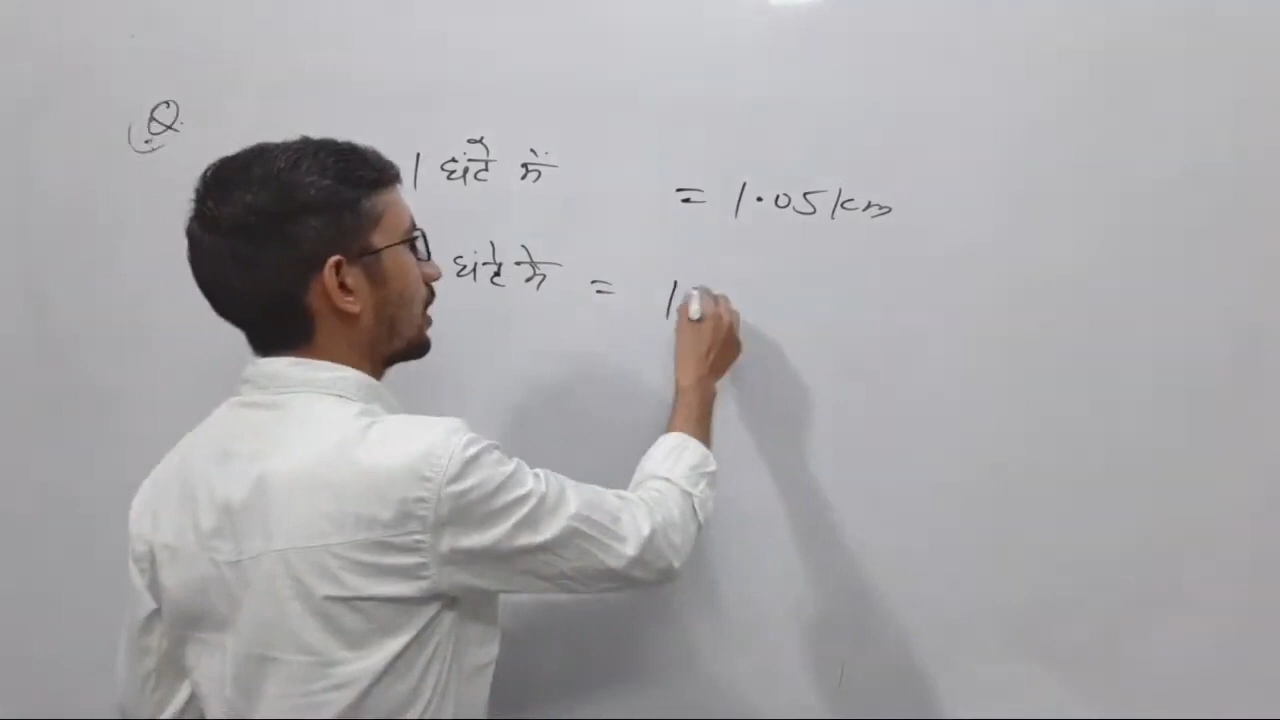 Q.
1 घंटे में = 1.05 km
घंटे में = 1